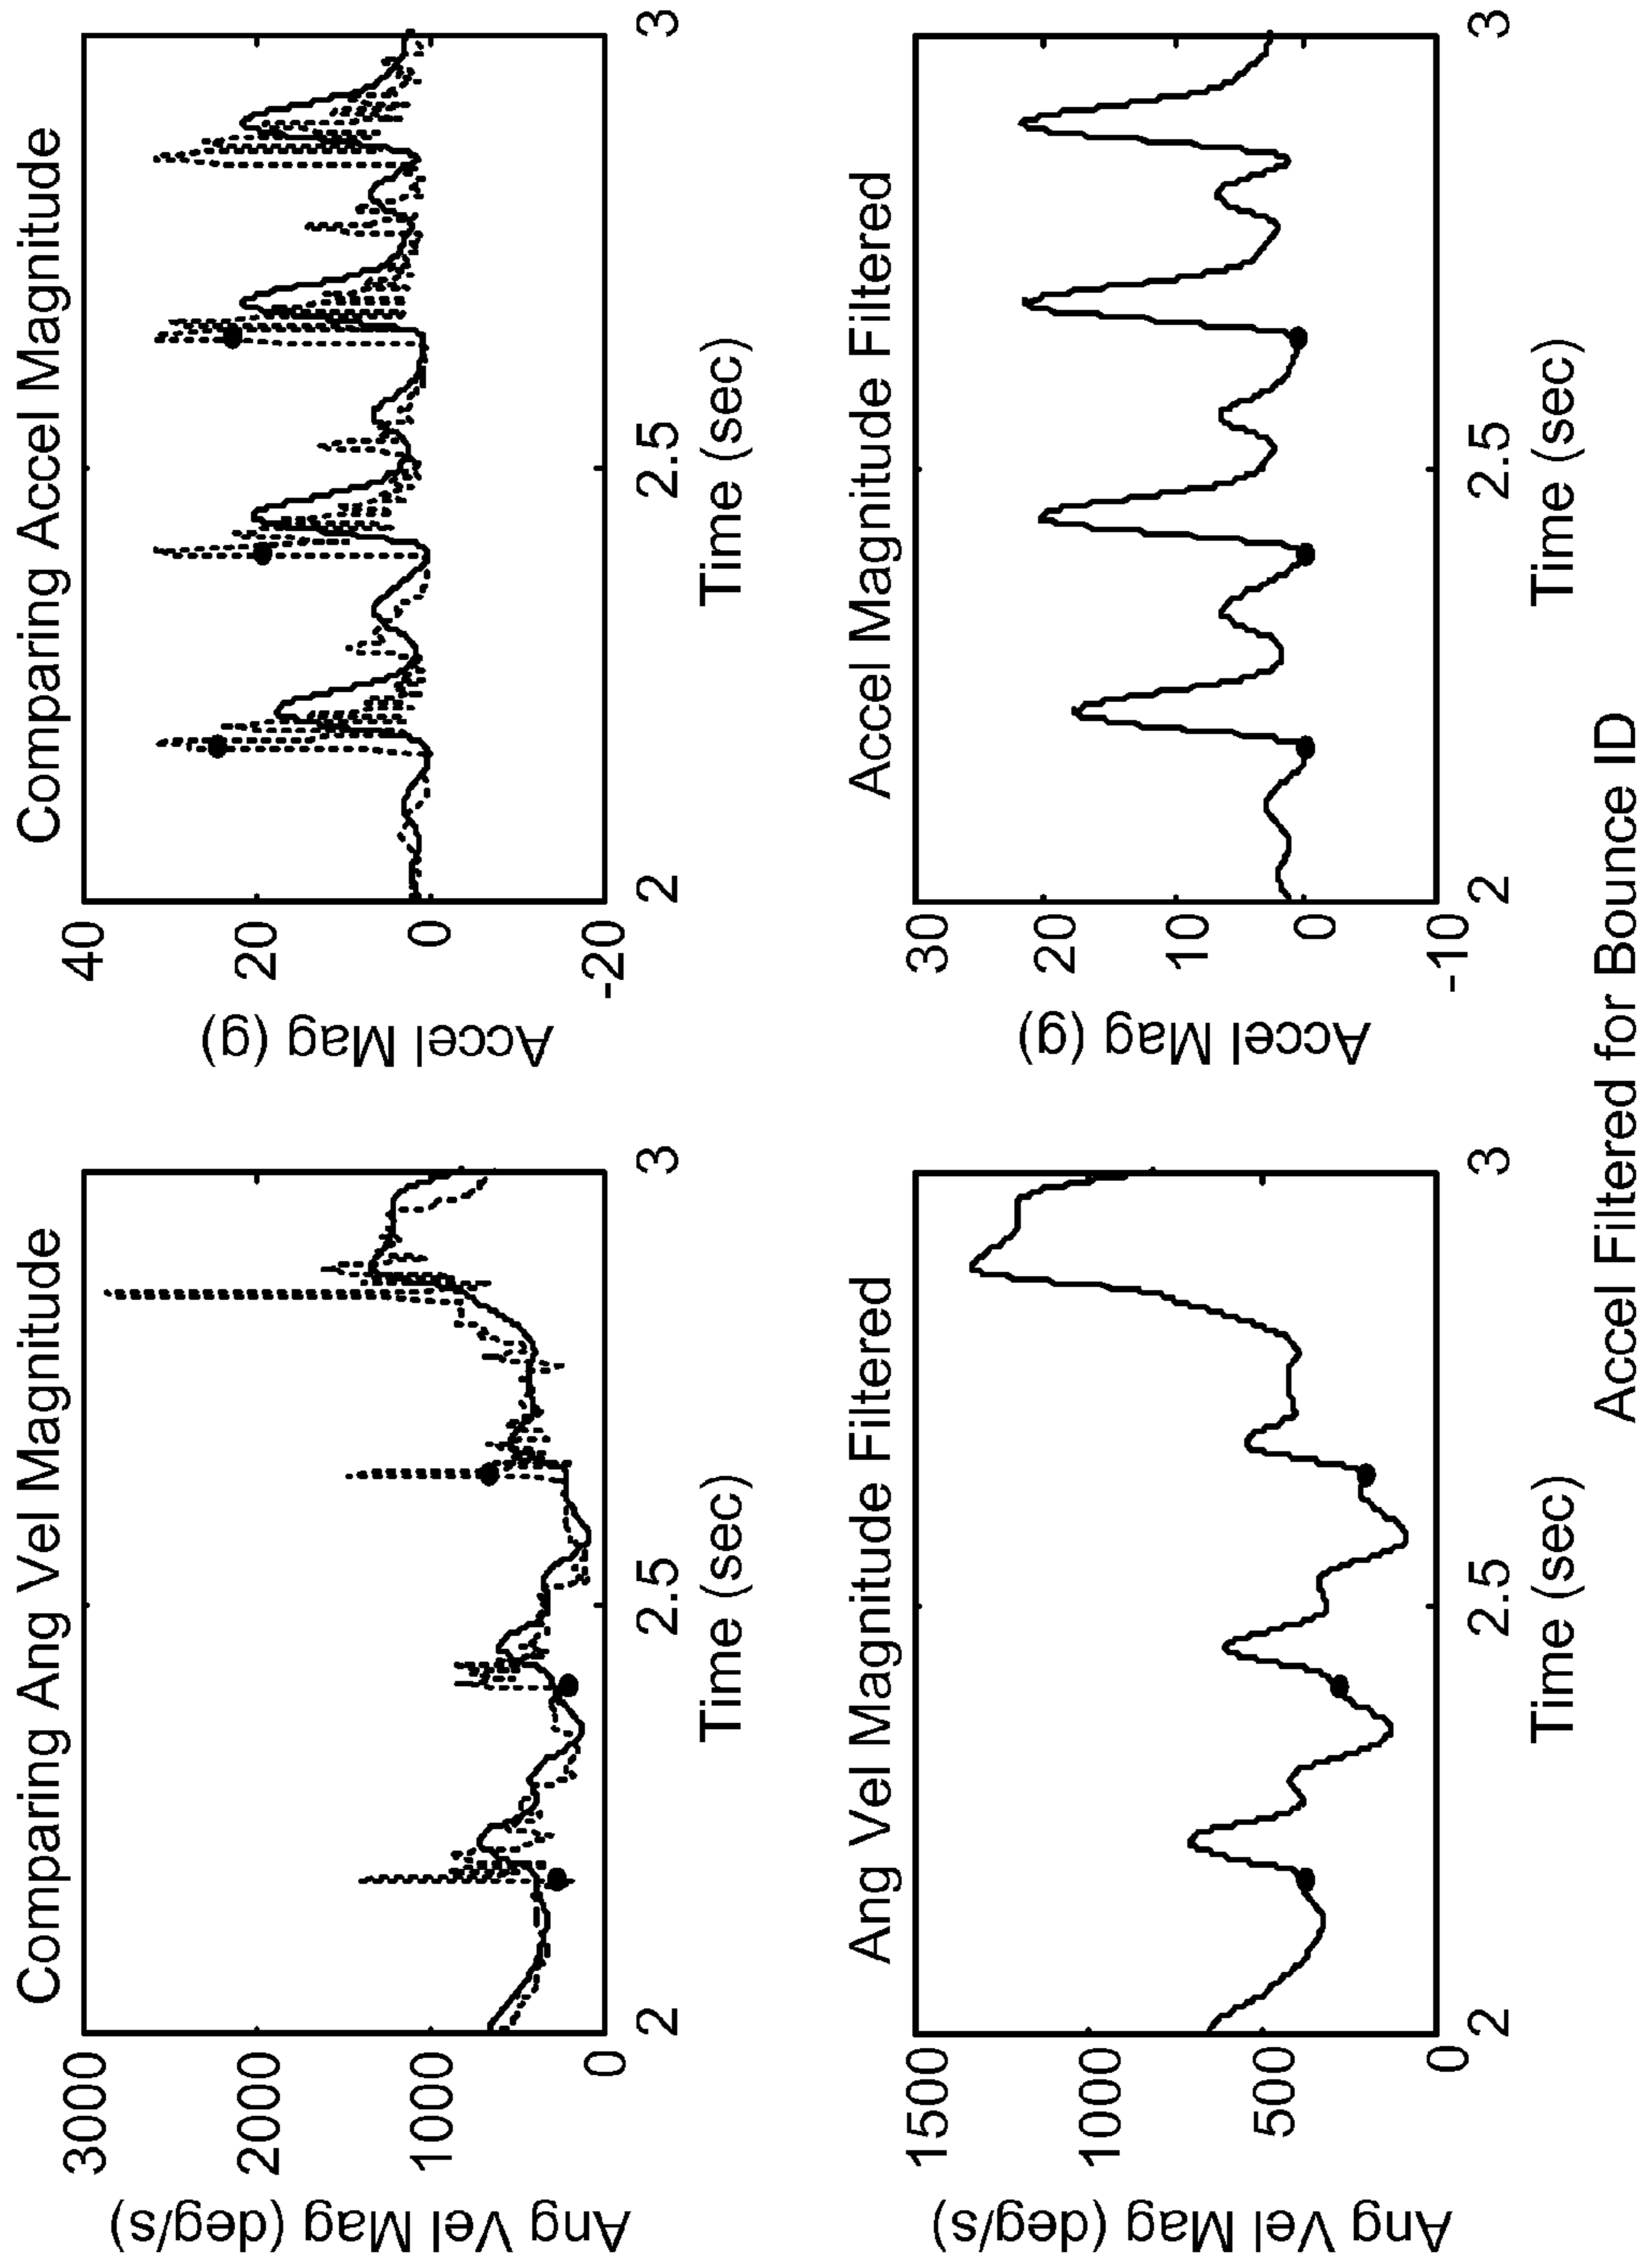 Comparing Ang Vel Magnitude
Ang Vel Mag (deg/s)
3000
2000
1000
0
2
2.5
3
Time (sec)
Comparing Accel Magnitude
Accel Mag (g)
40
20
0
-20
2
2.5
3
Time (sec)
Ang Vel Magnitude Filtered
Ang Vel Mag (deg/s)
1500
1000
500
0
2
2.5
3
Time (sec)
Accel Magnitude Filtered
Accel Mag (g)
30
20
10
0
-10
2
2.5
3
Time (sec)
Accel Filtered for Bounce ID